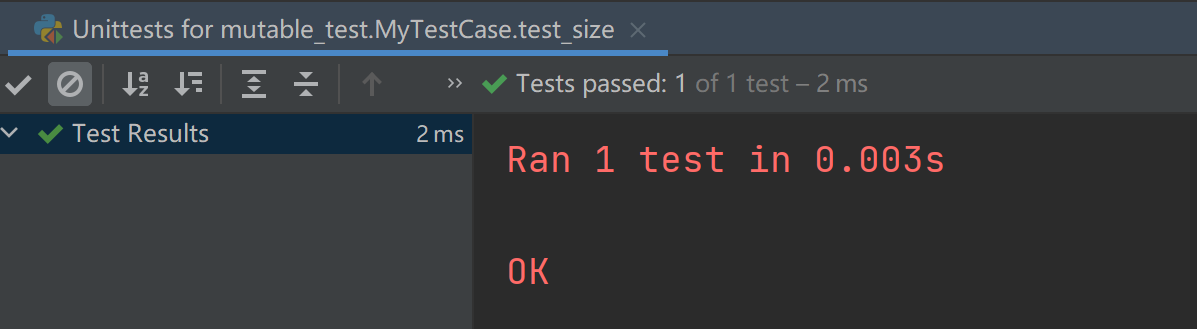 Unittests for mutable_test.MyTestCase.test_size
Tests passed: 1 of 1 test – 2 ms
Test Results 2 ms
Ran 1 test in 0.003s
OK